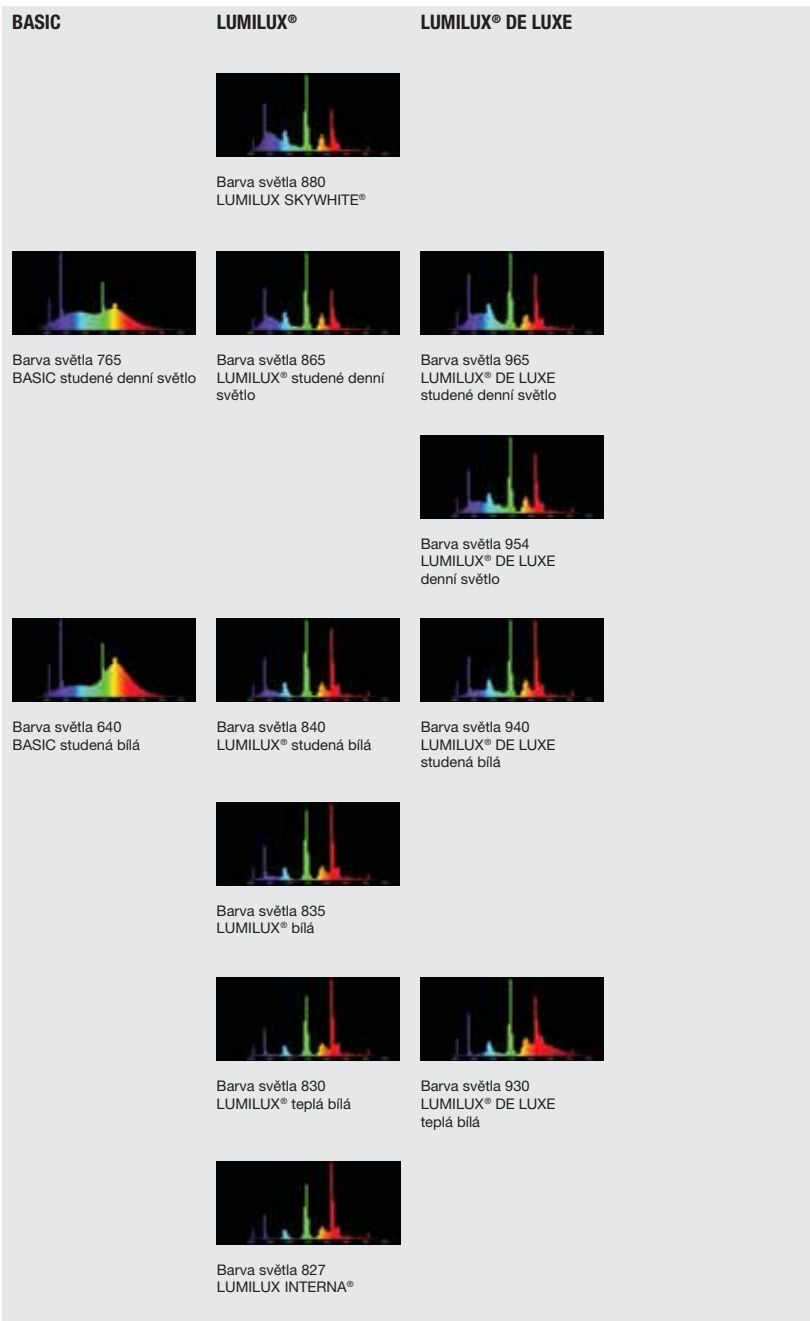 BASIC
LUMILUX®
LUMILUX® DE LUXE
Barva světla 880
LUMILUX SKYWHITE®
Barva světla 765
BASIC studené denní světlo
Barva světla 865
LUMILUX® studené denní
světlo
Barva světla 965
LUMILUX® DE LUXE
studené denní světlo
Barva světla 954
LUMILUX® DE LUXE
denní světlo
Barva světla 640
BASIC studená bílá
Barva světla 840
LUMILUX® studená bílá
Barva světla 940
LUMILUX® DE LUXE
studená bílá
Barva světla 835
LUMILUX® bílá
Barva světla 830
LUMILUX® teplá bílá
Barva světla 930
LUMILUX® DE LUXE
teplá bílá
Barva světla 827
LUMILUX INTERNA®